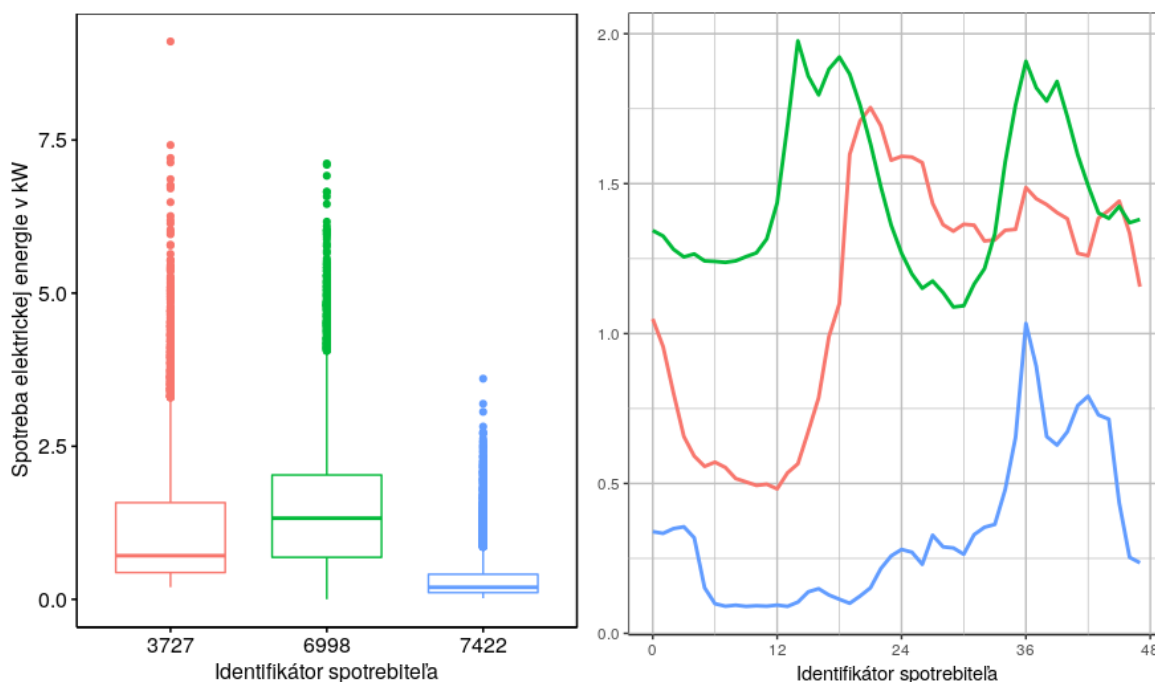 Spotreba elektrickej energie v kW
7.5
5.0
2.5
0.0
3727 6998 7422
Identifikátor spotrebiteľa
2.0
1.5
1.0
0.5
0.0
0 12 24 36 48
Identifikátor spotrebiteľa